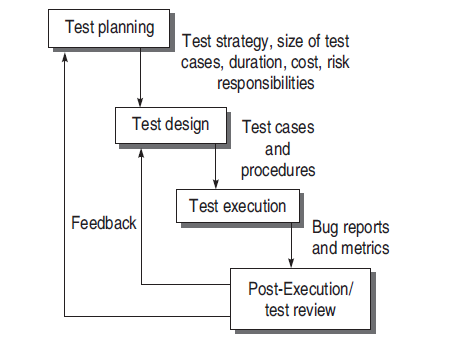 Test planning
Test strategy, size of test
cases, duration, cost, risk
responsibilities
Test design
Test cases
and
procedures
Test execution
Feedback
Bug reports
and metrics
Post-Execution/
test review